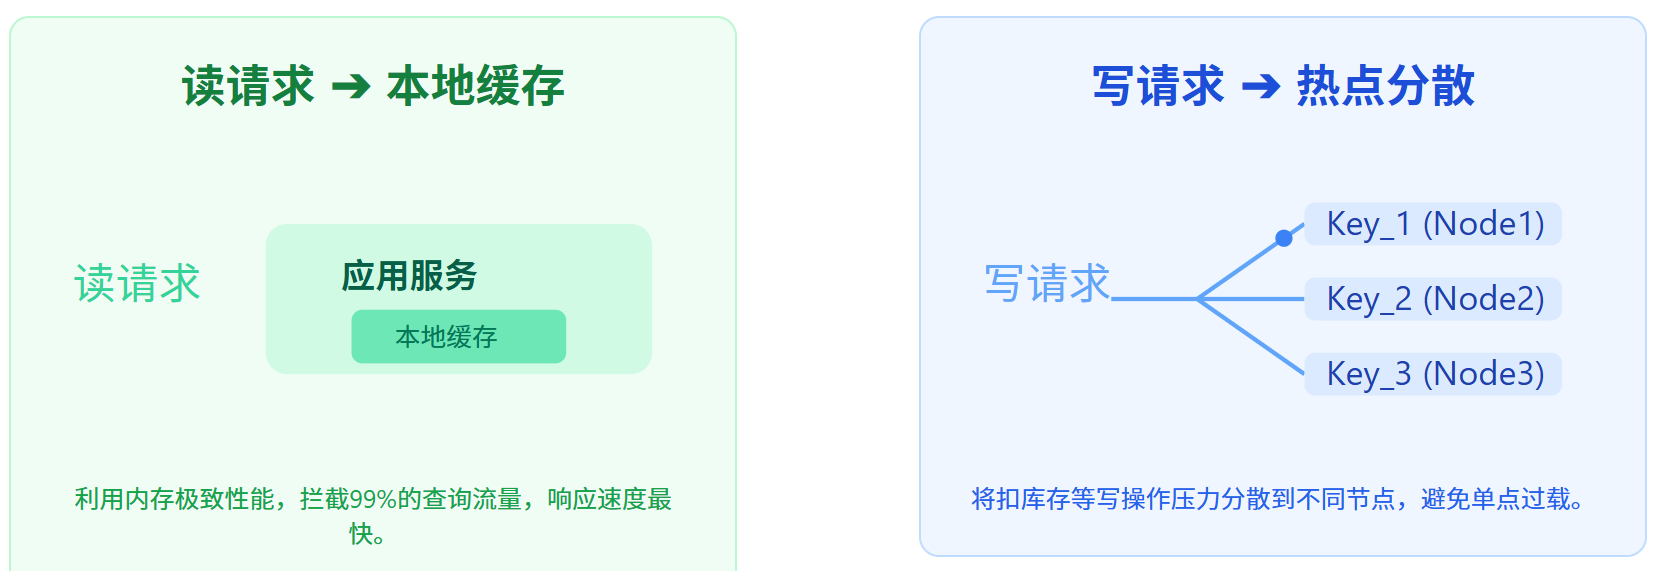 读请求 ➔ 本地缓存
读请求
应用服务
本地缓存
利用内存极致性能，拦截99%的查询流量，响应速度最
快。
写请求 ➔ 热点分散
写请求
Key_1 (Node1)
Key_2 (Node2)
Key_3 (Node3)
将扣库存等写操作压力分散到不同节点，避免单点过载。